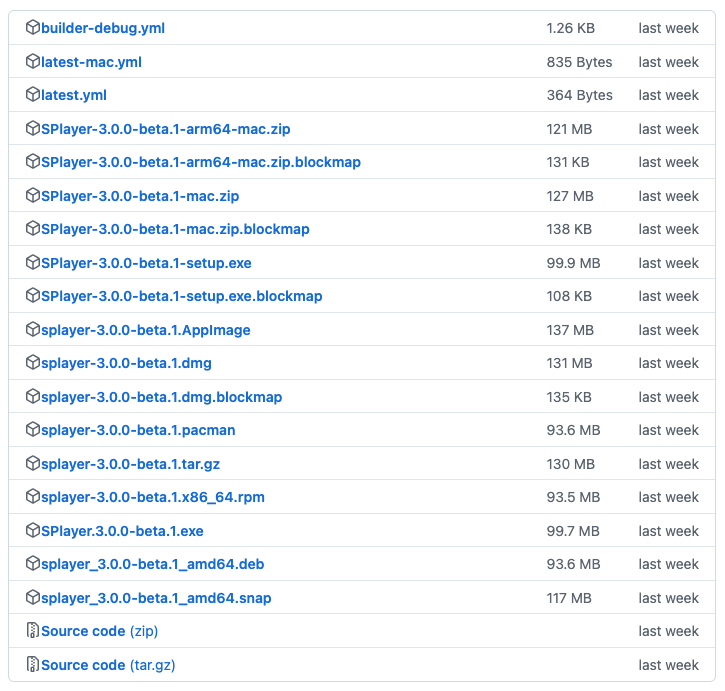 builder-debug.yml 1.26 KB last week
latest-mac.yml 835 Bytes last week
latest.yml 364 Bytes last week
SPlayer-3.0.0-beta.1-arm64-mac.zip 121 MB last week
SPlayer-3.0.0-beta.1-arm64-mac.zip.blockmap 131 KB last week
SPlayer-3.0.0-beta.1-mac.zip 127 MB last week
SPlayer-3.0.0-beta.1-mac.zip.blockmap 138 KB last week
SPlayer-3.0.0-beta.1-setup.exe 99.9 MB last week
SPlayer-3.0.0-beta.1-setup.exe.blockmap 108 KB last week
splayer-3.0.0-beta.1.AppImage 137 MB last week
splayer-3.0.0-beta.1.dmg 131 MB last week
splayer-3.0.0-beta.1.dmg.blockmap 135 KB last week
splayer-3.0.0-beta.1.pacman 93.6 MB last week
splayer-3.0.0-beta.1.tar.gz 130 MB last week
splayer-3.0.0-beta.1.x86_64.rpm 93.5 MB last week
SPlayer.3.0.0-beta.1.exe 99.7 MB last week
splayer_3.0.0-beta.1_amd64.deb 93.6 MB last week
splayer_3.0.0-beta.1_amd64.snap 117 MB last week
Source code (zip) last week
Source code (tar.gz) last week